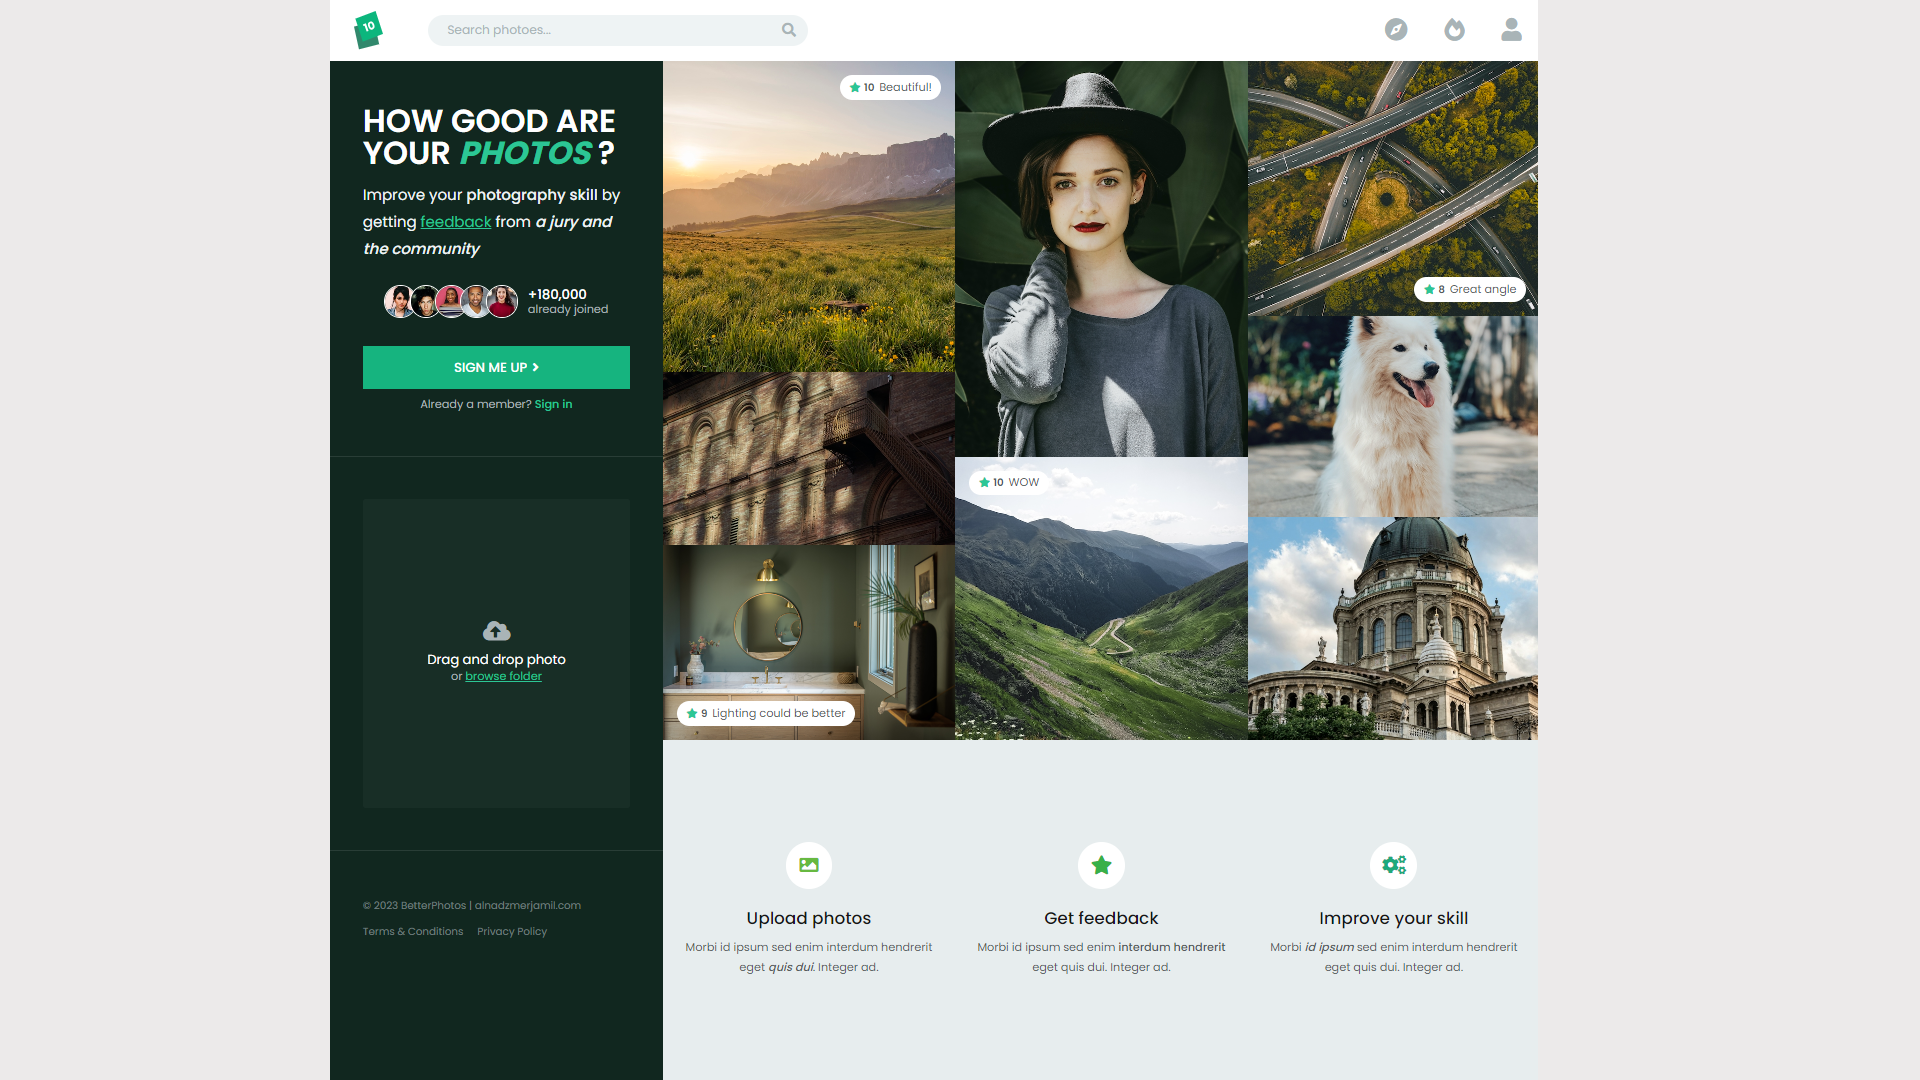 10
Search photoes...
HOW GOOD ARE
YOUR PHOTOS ?
Improve your photography skill by
getting feedback from a jury and
the community
+180,000
already joined
SIGN ME UP
Already a member? Sign in
Drag and drop photo
or browse folder
© 2023 BetterPhotos | alnadzmerjamil.com
Terms & Conditions Privacy Policy
10 Beautiful!
8 Great angle
10 WOW
9 Lighting could be better
Upload photos
Morbi id ipsum sed enim interdum hendrerit
eget quis dui. Integer ad.
Get feedback
Morbi id ipsum sed enim interdum hendrerit
eget quis dui. Integer ad.
Improve your skill
Morbi id ipsum sed enim interdum hendrerit
eget quis dui. Integer ad.